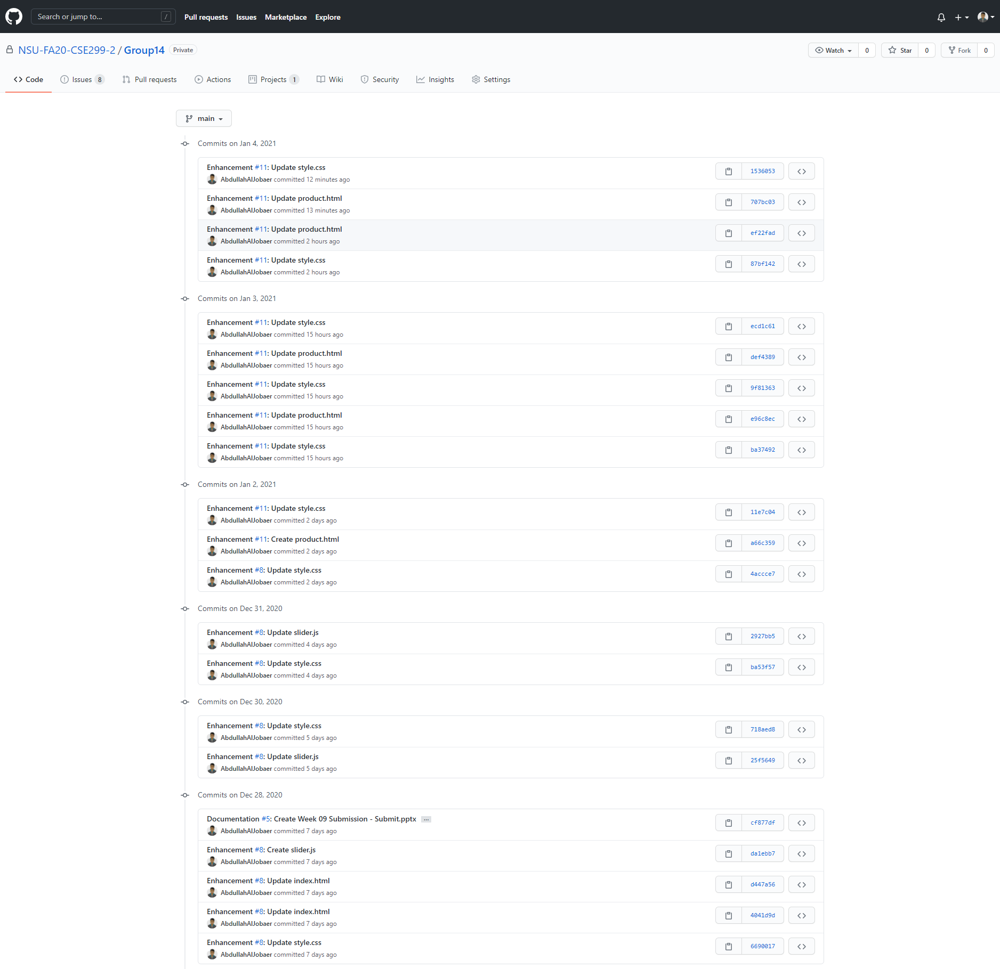 Search or jump to... /
Pull requests Issues Marketplace Explore
NSU-FA20-CSE299-2 / Group14 Private
Watch 0 Star 0 Fork 0
Code Issues 8 Pull requests Actions Projects 1 Wiki Security Insights Settings
main
Commits on Jan 4, 2021
Enhancement #11: Update style.css
AbdullahAlJobaer committed 12 minutes ago
1536053
Enhancement #11: Update product.html
AbdullahAlJobaer committed 13 minutes ago
707bc03
Enhancement #11: Update product.html
AbdullahAlJobaer committed 2 hours ago
ef22fad
Enhancement #11: Update style.css
AbdullahAlJobaer committed 2 hours ago
87bf142
Commits on Jan 3, 2021
Enhancement #11: Update style.css
AbdullahAlJobaer committed 15 hours ago
ecd1c61
Enhancement #11: Update product.html
AbdullahAlJobaer committed 15 hours ago
def4389
Enhancement #11: Update style.css
AbdullahAlJobaer committed 15 hours ago
9f81363
Enhancement #11: Update product.html
AbdullahAlJobaer committed 15 hours ago
e96c8ec
Enhancement #11: Update style.css
AbdullahAlJobaer committed 15 hours ago
ba37492
Commits on Jan 2, 2021
Enhancement #11: Update style.css
AbdullahAlJobaer committed 2 days ago
11e7c04
Enhancement #11: Create product.html
AbdullahAlJobaer committed 2 days ago
a66c359
Enhancement #8: Update style.css
AbdullahAlJobaer committed 2 days ago
4accce7
Commits on Dec 31, 2020
Enhancement #8: Update slider.js
AbdullahAlJobaer committed 4 days ago
2927bb5
Enhancement #8: Update style.css
AbdullahAlJobaer committed 4 days ago
ba53f57
Commits on Dec 30, 2020
Enhancement #8: Update style.css
AbdullahAlJobaer committed 5 days ago
718aed8
Enhancement #8: Update slider.js
AbdullahAlJobaer committed 5 days ago
25f5649
Commits on Dec 28, 2020
Documentation #5: Create Week 09 Submission - Submit.pptx ...
AbdullahAlJobaer committed 7 days ago
cf877df
Enhancement #8: Create slider.js
AbdullahAlJobaer committed 7 days ago
da1ebb7
Enhancement #8: Update index.html
AbdullahAlJobaer committed 7 days ago
d447a56
Enhancement #8: Update index.html
AbdullahAlJobaer committed 7 days ago
4041d9d
Enhancement #8: Update style.css
AbdullahAlJobaer committed 7 days ago
6690017